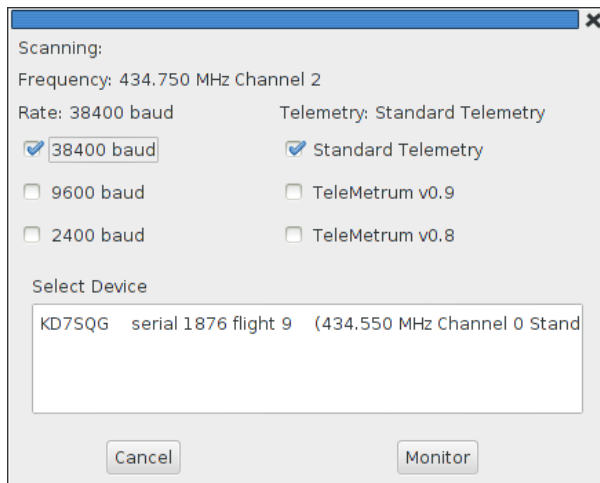 Scanning:
Frequency: 434.750 MHz Channel 2
Rate: 38400 baud Telemetry: Standard Telemetry
38400 baud Standard Telemetry
9600 baud TeleMetrum v0.9
2400 baud TeleMetrum v0.8
Select Device
KD7SQG serial 1876 flight 9 (434.550 MHz Channel 0 Stand
Cancel Monitor